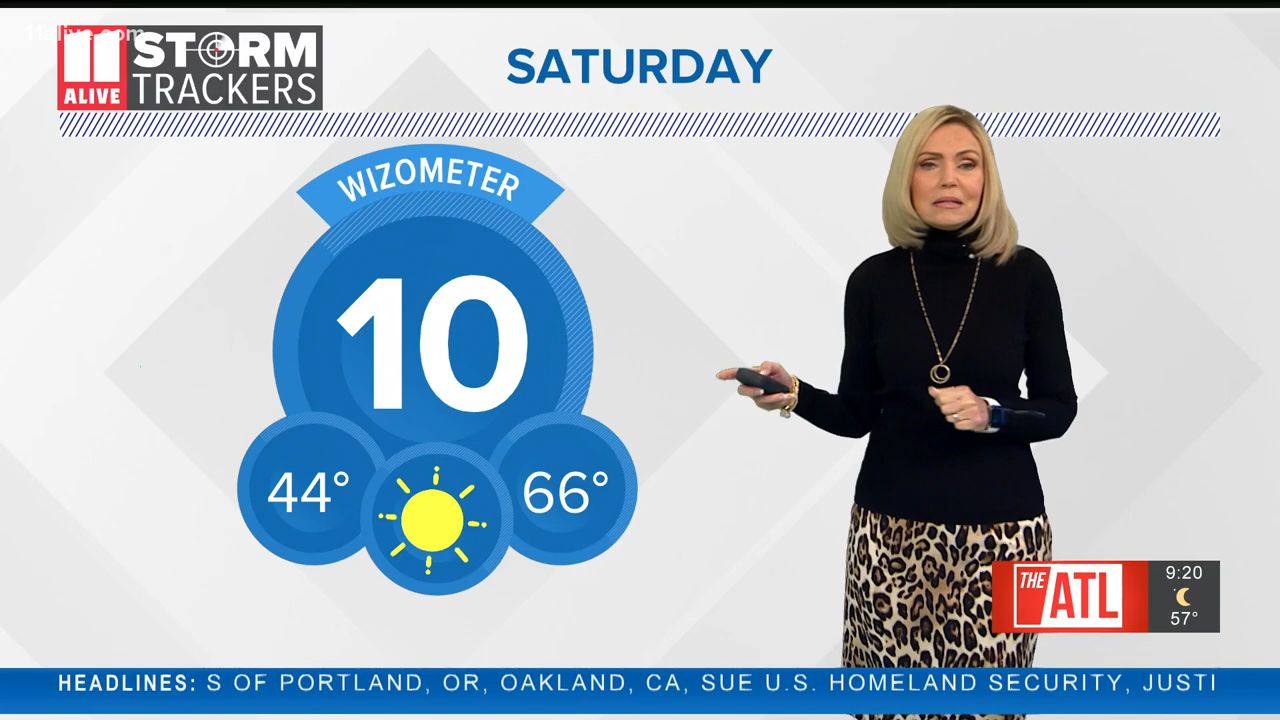 11alive.com
11
ALIVE
STORM
TRACKERS
SATURDAY
WIZOMETER
10
44°
66°
THE
ATL
9:20
57°
HEADLINES: S OF PORTLAND, OR, OAKLAND, CA, SUE U.S. HOMELAND SECURITY, JUSTI